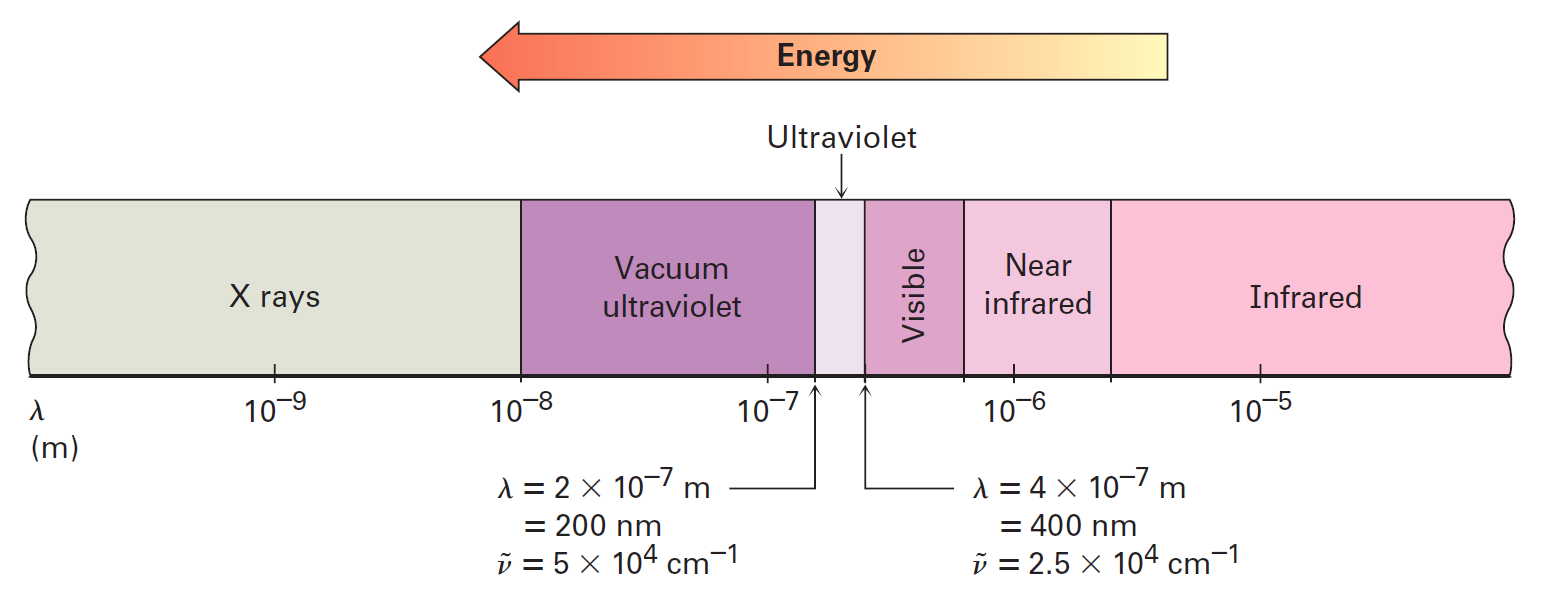 Energy
Ultraviolet
X rays
Vacuum
ultraviolet
Visible
Near
infrared
Infrared
λ
(m)
10⁻⁹
10⁻⁸
10⁻⁷
10⁻⁶
10⁻⁵
λ = 2 × 10⁻⁷ m
= 200 nm
ν̃ = 5 × 10⁴ cm⁻¹
λ = 4 × 10⁻⁷ m
= 400 nm
ν̃ = 2.5 × 10⁴ cm⁻¹